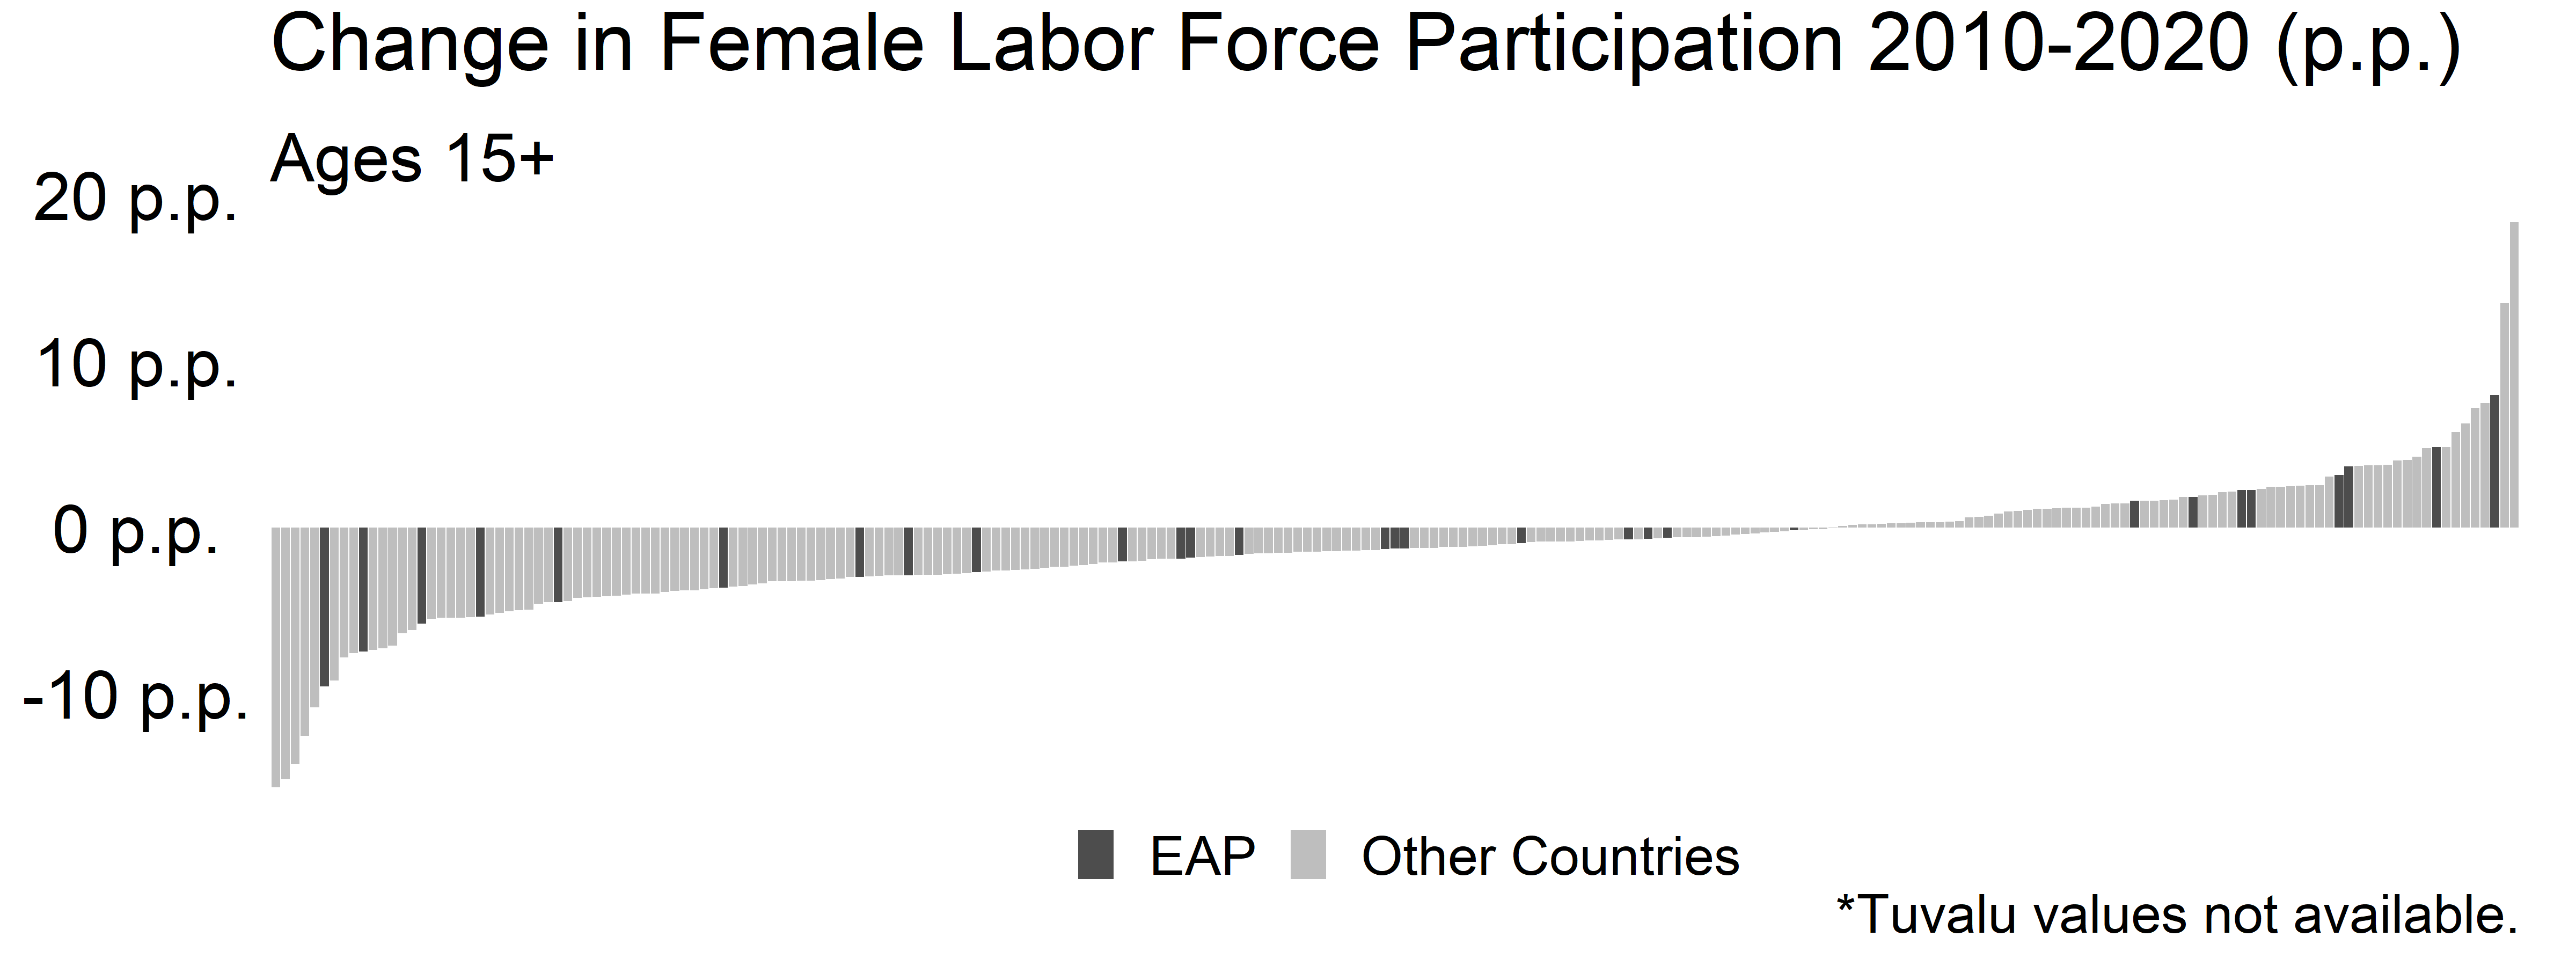 Change in Female Labor Force Participation 2010-2020 (p.p.)
Ages 15+
20 p.p.
10 p.p.
0 p.p.
-10 p.p.
EAP
Other Countries
*Tuvalu values not available.